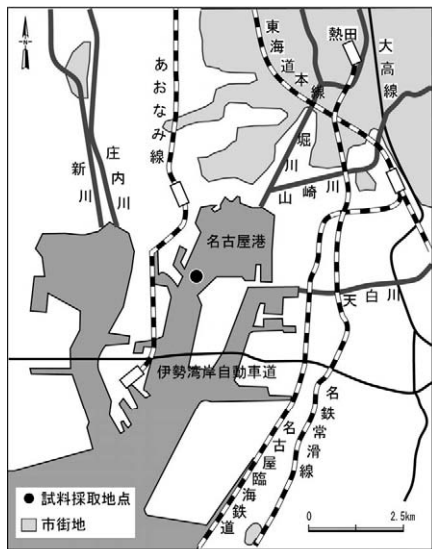 東海道本線
熱田
大高線
あおなみ線
新川
庄内川
堀川
山崎川
名古屋港
天白川
伊勢湾岸自動車道
名古屋臨海鉄道
名鉄常滑線
試料採取地点
市街地
0 2.5km